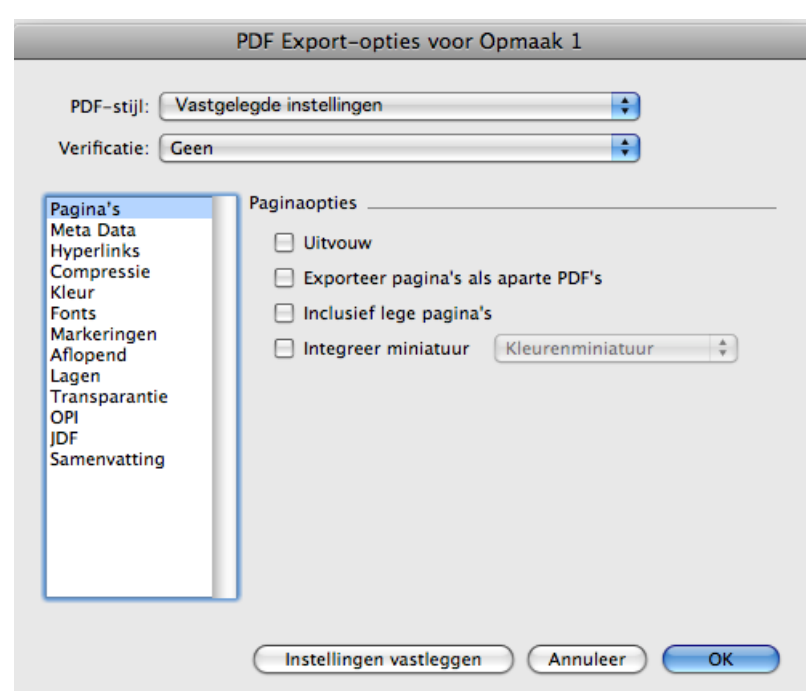 PDF Export-opties voor Opmaak 1
PDF-stijl: Vastgelegde instellingen
Verificatie: Geen
Pagina's
Meta Data
Hyperlinks
Compressie
Kleur
Fonts
Markeringen
Aflopend
Lagen
Transparantie
OPI
JDF
Samenvatting
Paginaopties
Uitvouw
Exporteer pagina's als aparte PDF's
Inclusief lege pagina's
Integreer miniatuur Kleurenminiatuur
Instellingen vastleggen Annuleer OK